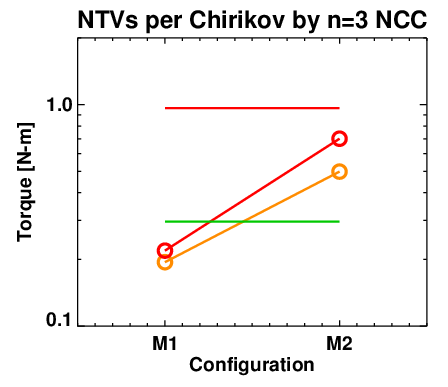 NTVs per Chirikov by n=3 NCC
1.0
Torque [N-m]
0.1
M1 M2
Configuration